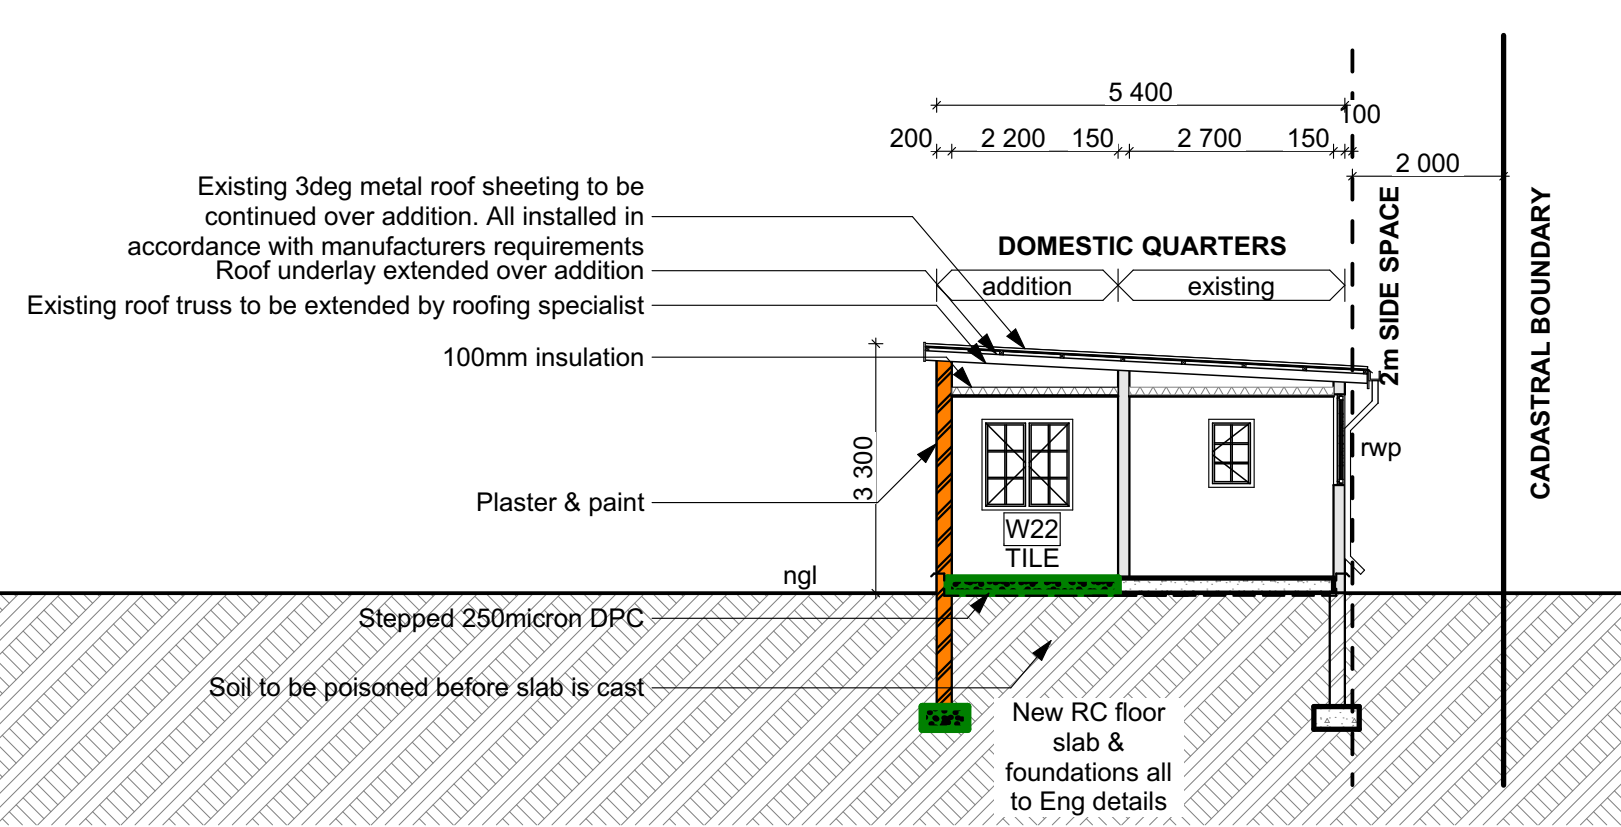 5 400
100
200 2 200 150 2 700 150
2 000
Existing 3deg metal roof sheeting to be
continued over addition. All installed in
accordance with manufacturers requirements
Roof underlay extended over addition
Existing roof truss to be extended by roofing specialist
100mm insulation
DOMESTIC QUARTERS
addition existing
2m SIDE SPACE
CADASTRAL BOUNDARY
3 300
rwp
Plaster & paint
W22
TILE
ngl
Stepped 250micron DPC
Soil to be poisoned before slab is cast
New RC floor
slab &
foundations all
to Eng details